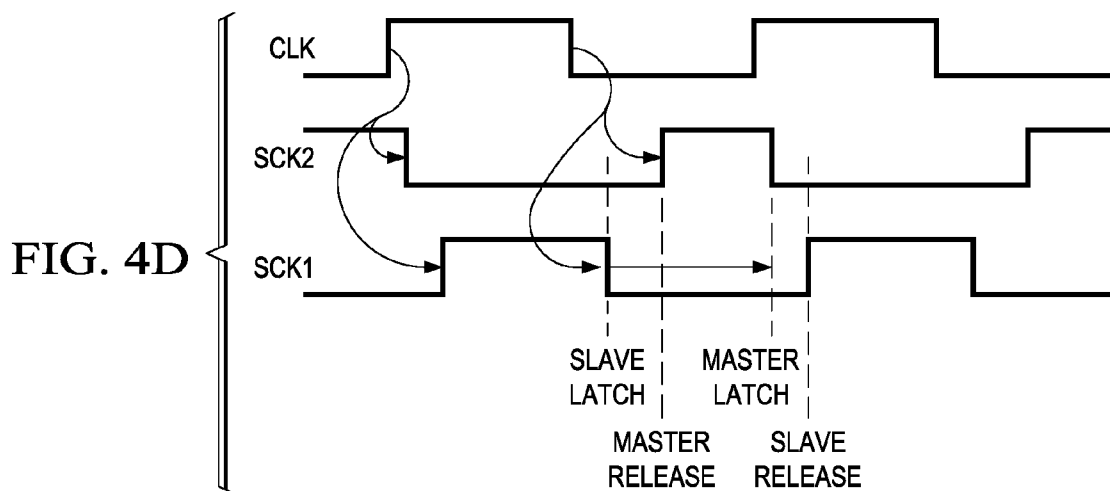 FIG. 4D
CLK
SCK2
SCK1
SLAVE
LATCH
MASTER
LATCH
MASTER
RELEASE
SLAVE
RELEASE